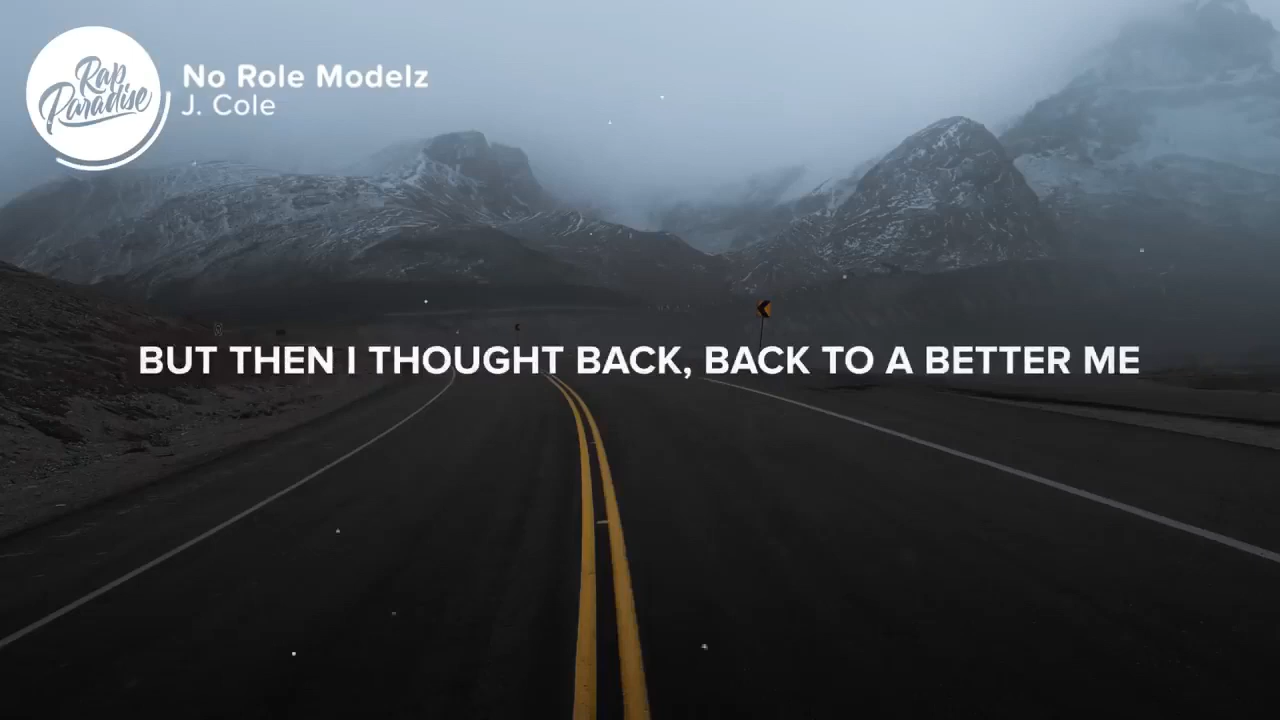 Rap
Paradise
No Role Modelz
J. Cole
BUT THEN I THOUGHT BACK, BACK TO A BETTER ME